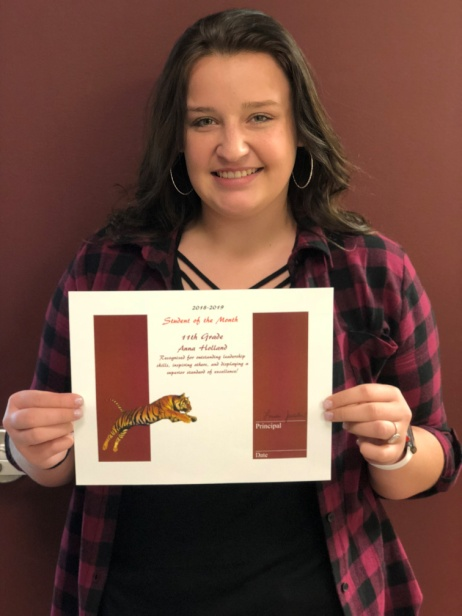 2018-2019
Student of the Month
11th Grade
Anna Holland
"Recognized for outstanding leadership
skills, inspiring others, and displaying a
superior standard of excellence"
Principal
Date